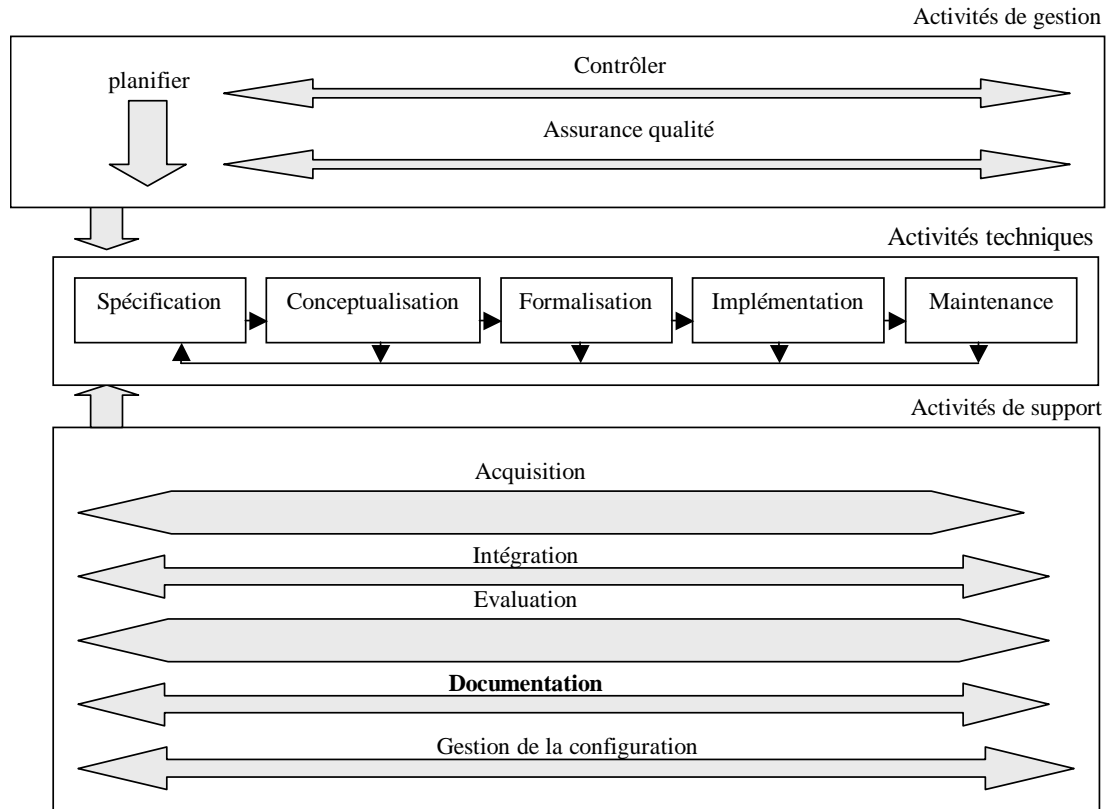 Activités de gestion
Contrôler
planifier
Assurance qualité
Activités techniques
Spécification
Conceptualisation
Formalisation
Implémentation
Maintenance
Activités de support
Acquisition
Intégration
Evaluation
Documentation
Gestion de la configuration